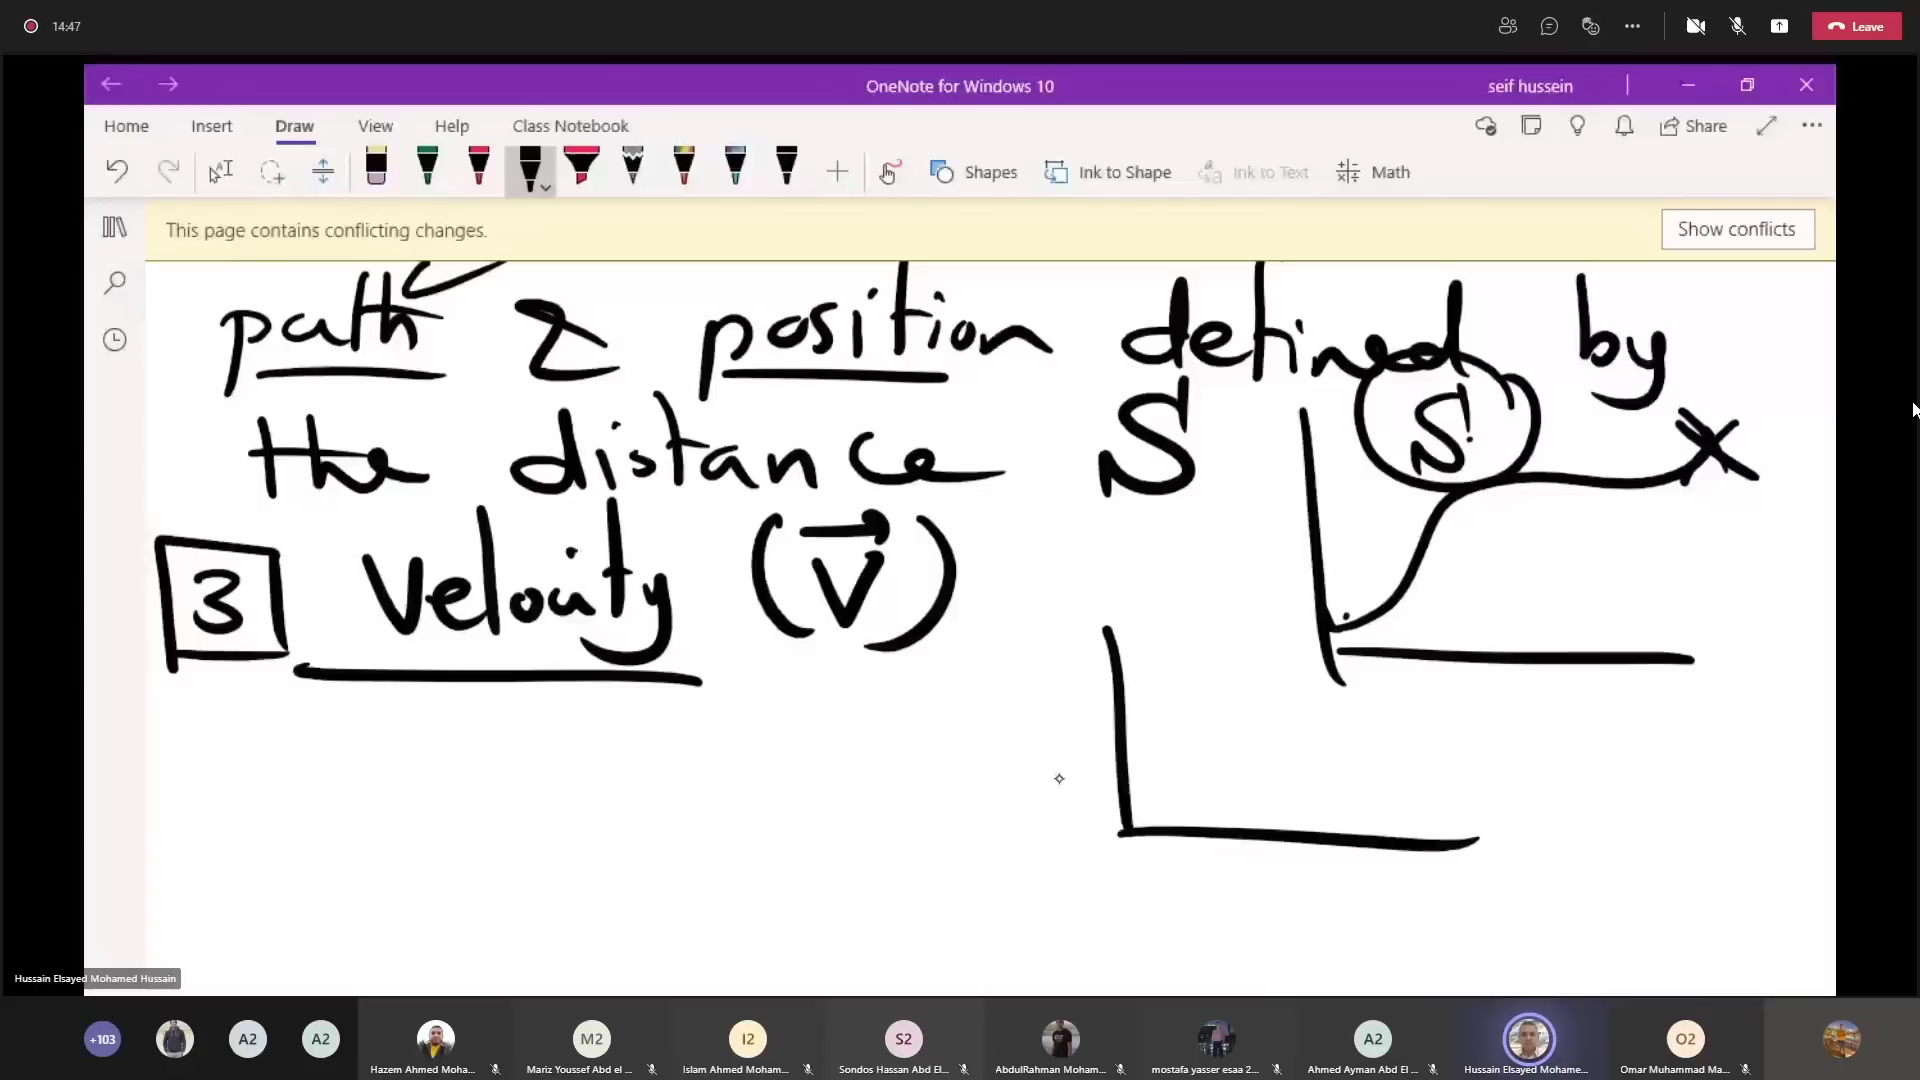 14:47
Leave
OneNote for Windows 10
seif hussein
Home Insert Draw View Help Class Notebook
Share
Shapes Ink to Shape Ink to Text Math
This page contains conflicting changes.
Show conflicts
path & position defined by
the distance S
S
X
3 Velocity (V⃗)
Hussain Elsayed Mohamed Hussain
+103 A2 A2 M2 I2 S2 A2 O2
Hazem Ahmed Moha... Mariz Youssef Abd el ... Islam Ahmed Moham... Sondos Hassan Abd El... AbdulRahman Moham... mostafa yasser esaa 2... Ahmed Ayman Abd El ... Hussain Elsayed Mohame... Omar Muhammad Ma...